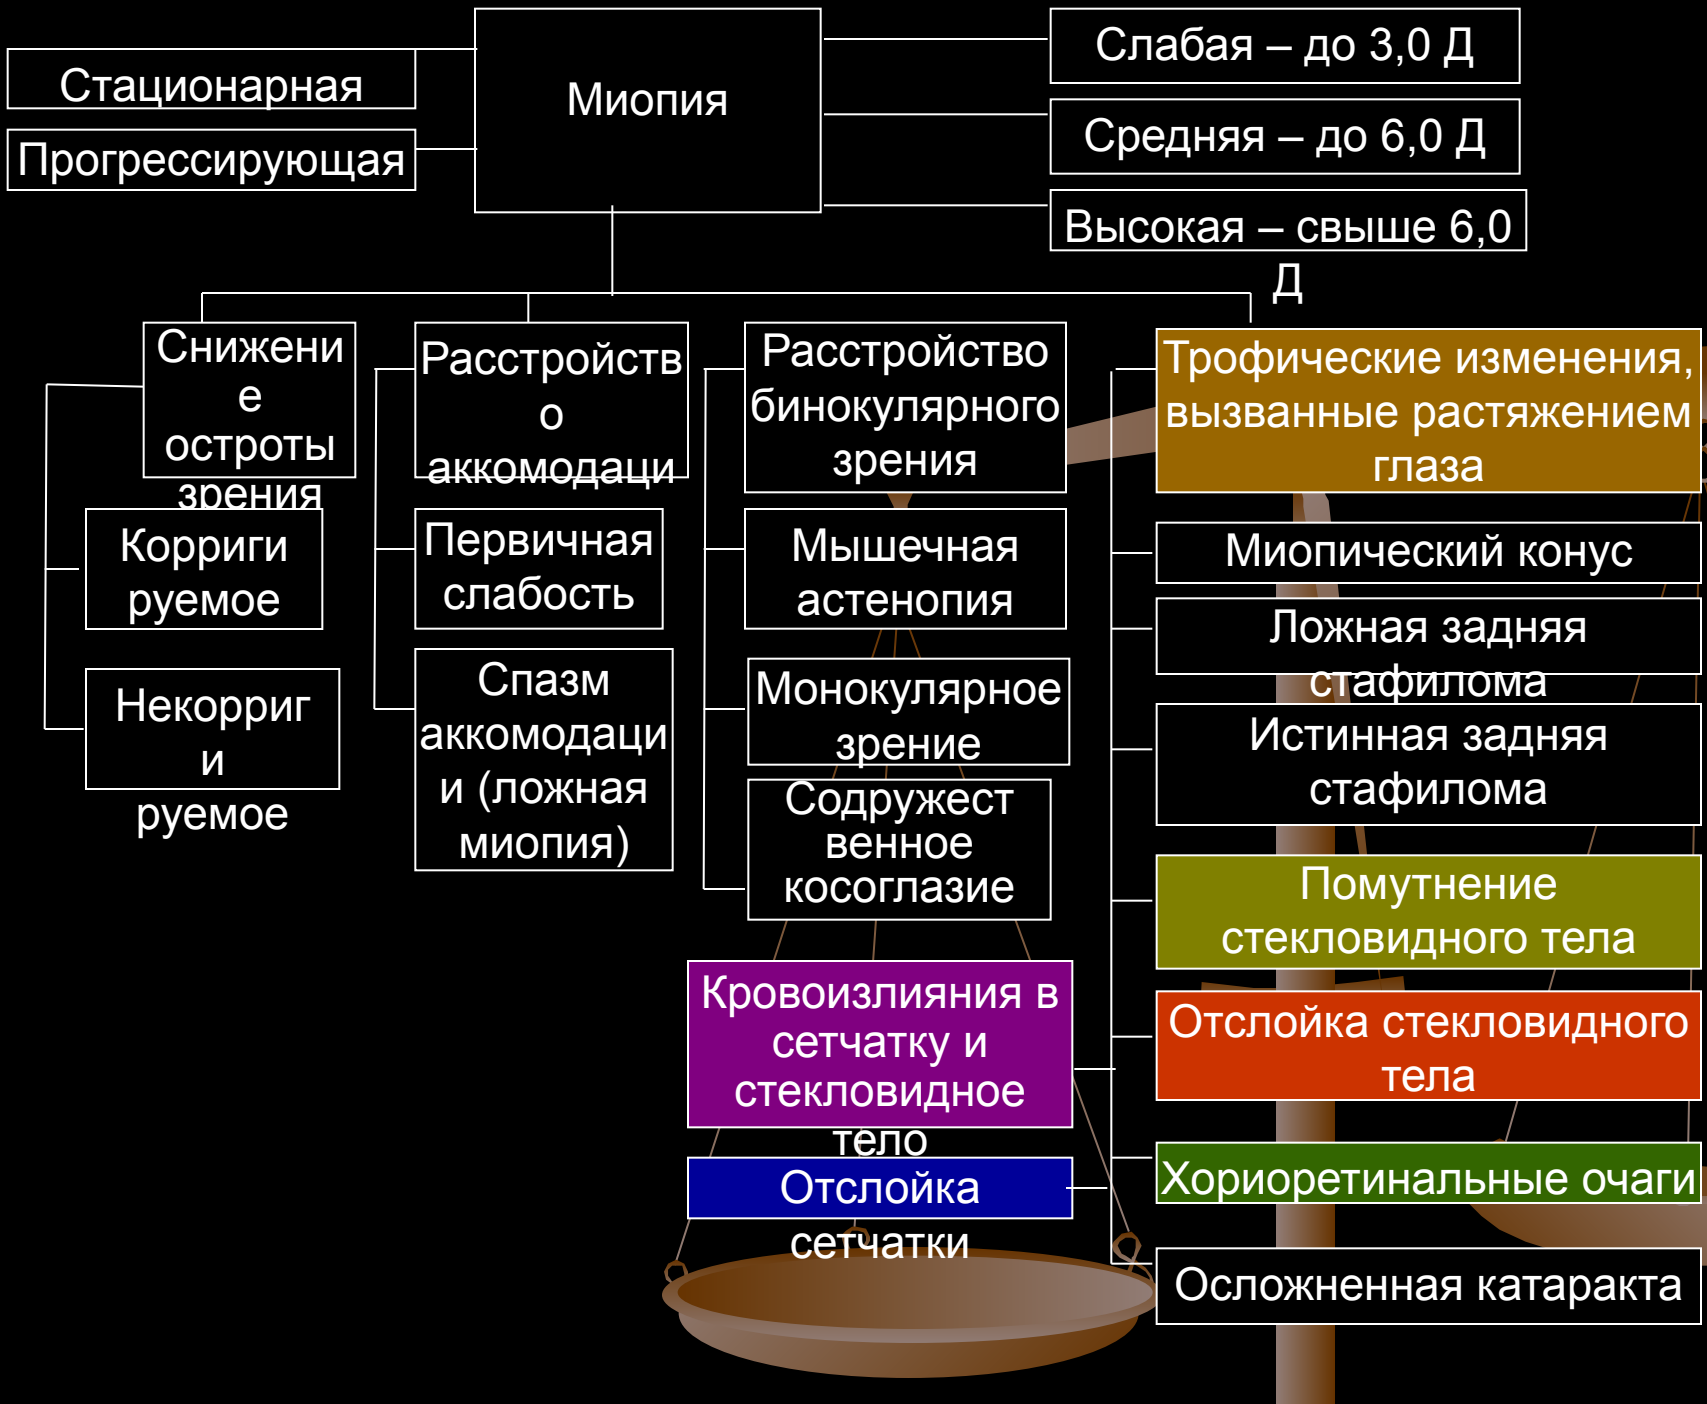 Миопия
Стационарная
Прогрессирующая
Слабая – до 3,0 Д
Средняя – до 6,0 Д
Высокая – свыше 6,0
Д
Снижени
е
остроты
зрения
Корриги
руемое
Некорриг
и
руемое
Расстройств
о
аккомодаци
Первичная
слабость
Спазм
аккомодаци
и (ложная
миопия)
Расстройство
бинокулярного
зрения
Мышечная
астенопия
Монокулярное
зрение
Содружест
венное
косоглазие
Трофические изменения,
вызванные растяжением
глаза
Миопический конус
Ложная задняя
стафилома
Истинная задняя
стафилома
Помутнение
стекловидного тела
Отслойка стекловидного
тела
Хориоретинальные очаги
Осложненная катаракта
Кровоизлияния в
сетчатку и
стекловидное
тело
Отслойка
сетчатки